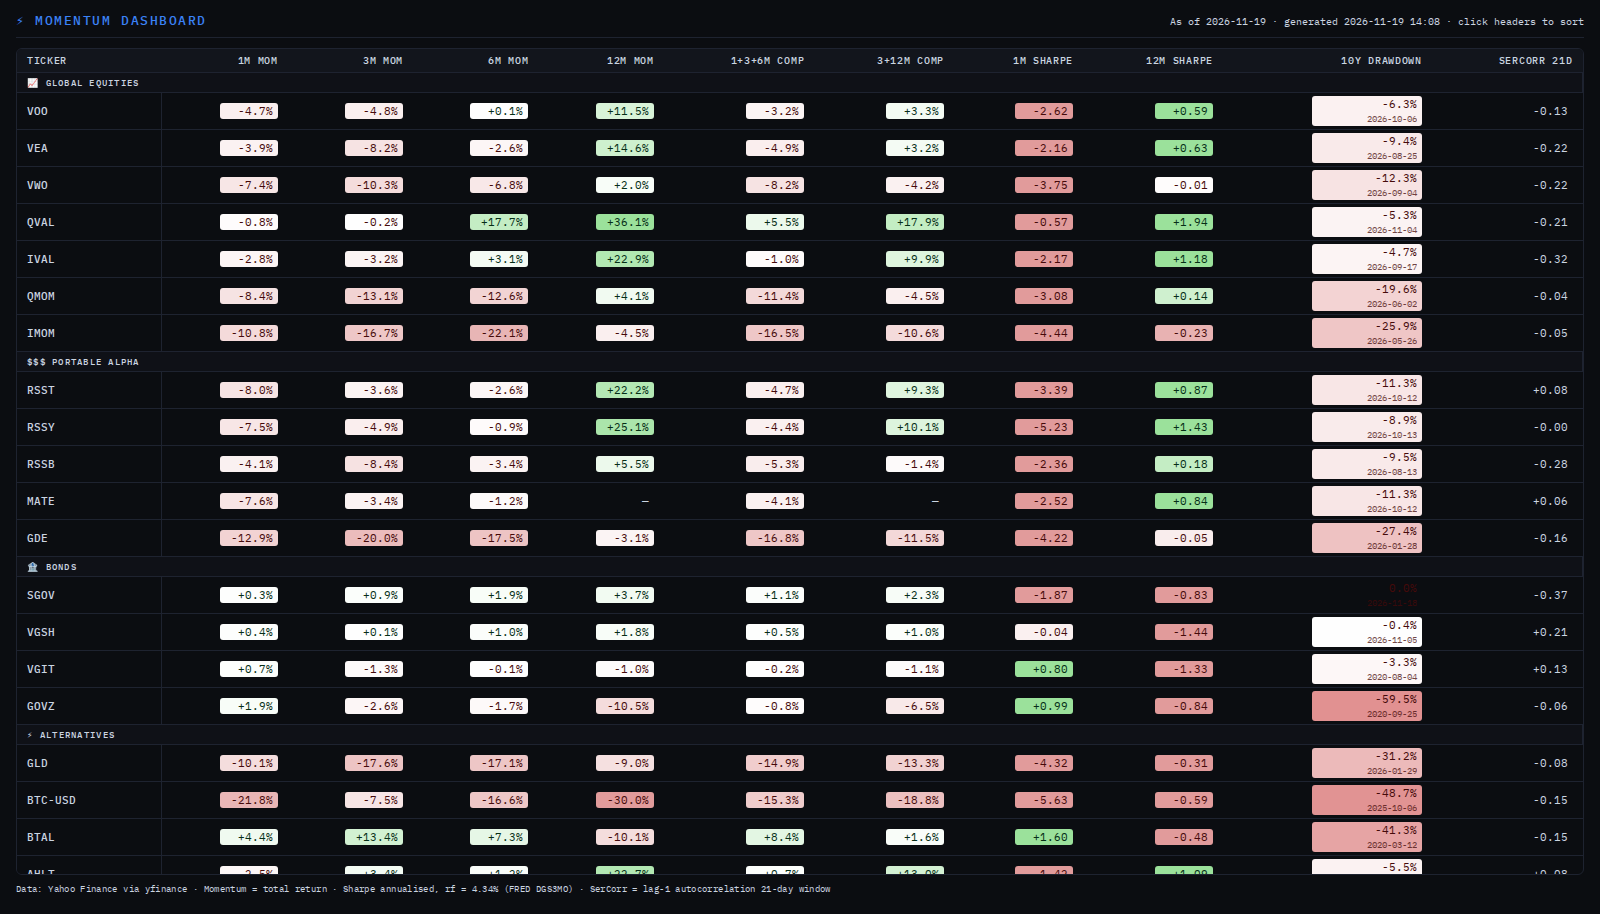 ⚡ MOMENTUM DASHBOARD
As of 2026-11-19 · generated 2026-11-19 14:08 · click headers to sort
TICKER 1M MOM 3M MOM 6M MOM 12M MOM 1+3+6M COMP 3+12M COMP 1M SHARPE 12M SHARPE 10Y DRAWDOWN SERCORR 21D
📈 GLOBAL EQUITIES
VOO -4.7% -4.8% +0.1% +11.5% -3.2% +3.3% -2.62 +0.59 -6.3% 2026-10-06 -0.13
VEA -3.9% -8.2% -2.6% +14.6% -4.9% +3.2% -2.16 +0.63 -9.4% 2026-08-25 -0.22
VWO -7.4% -10.3% -6.8% +2.0% -8.2% -4.2% -3.75 -0.01 -12.3% 2026-09-04 -0.22
QVAL -0.8% -0.2% +17.7% +36.1% +5.5% +17.9% -0.57 +1.94 -5.3% 2026-11-04 -0.21
IVAL -2.8% -3.2% +3.1% +22.9% -1.0% +9.9% -2.17 +1.18 -4.7% 2026-09-17 -0.32
QMOM -8.4% -13.1% -12.6% +4.1% -11.4% -4.5% -3.08 +0.14 -19.6% 2026-06-02 -0.04
IMOM -10.8% -16.7% -22.1% -4.5% -16.5% -10.6% -4.44 -0.23 -25.9% 2026-05-26 -0.05
$$$ PORTABLE ALPHA
RSST -8.0% -3.6% -2.6% +22.2% -4.7% +9.3% -3.39 +0.87 -11.3% 2026-10-12 +0.08
RSSY -7.5% -4.9% -0.9% +25.1% -4.4% +10.1% -5.23 +1.43 -8.9% 2026-10-13 -0.00
RSSB -4.1% -8.4% -3.4% +5.5% -5.3% -1.4% -2.36 +0.18 -9.5% 2026-08-13 -0.28
MATE -7.6% -3.4% -1.2% — -4.1% — -2.52 +0.84 -11.3% 2026-10-12 +0.06
GDE -12.9% -20.0% -17.5% -3.1% -16.8% -11.5% -4.22 -0.05 -27.4% 2026-01-28 -0.16
🏦 BONDS
SGOV +0.3% +0.9% +1.9% +3.7% +1.1% +2.3% -1.87 -0.83 0.0% -0.37
VGSH +0.4% +0.1% +1.0% +1.8% +0.5% +1.0% -0.04 -1.44 -0.4% 2026-11-05 +0.21
VGIT +0.7% -1.3% -0.1% -1.0% -0.2% -1.1% +0.80 -1.33 -3.3% 2020-08-04 +0.13
GOVZ +1.9% -2.6% -1.7% -10.5% -0.8% -6.5% +0.99 -0.84 -59.5% 2020-09-25 -0.06
⚡ ALTERNATIVES
GLD -10.1% -17.6% -17.1% -9.0% -14.9% -13.3% -4.32 -0.31 -31.2% 2026-01-29 -0.08
BTC-USD -21.8% -7.5% -16.6% -30.0% -15.3% -18.8% -5.63 -0.59 -48.7% 2025-10-06 -0.15
BTAL +4.4% +13.4% +7.3% -10.1% +8.4% +1.6% +1.60 -0.48 -41.3% 2020-03-12 -0.15
-5.5%
Data: Yahoo Finance via yfinance · Momentum = total return · Sharpe annualised, rf = 4.34% (FRED DGS3MO) · SerCorr = lag-1 autocorrelation 21-day window